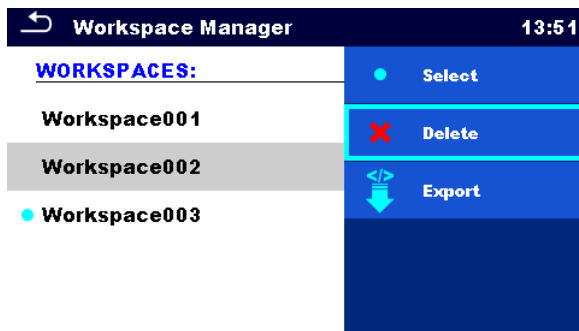 Workspace Manager 13:51
WORKSPACES:
Workspace001
Workspace002
Workspace003
Select
Delete
</>
Export